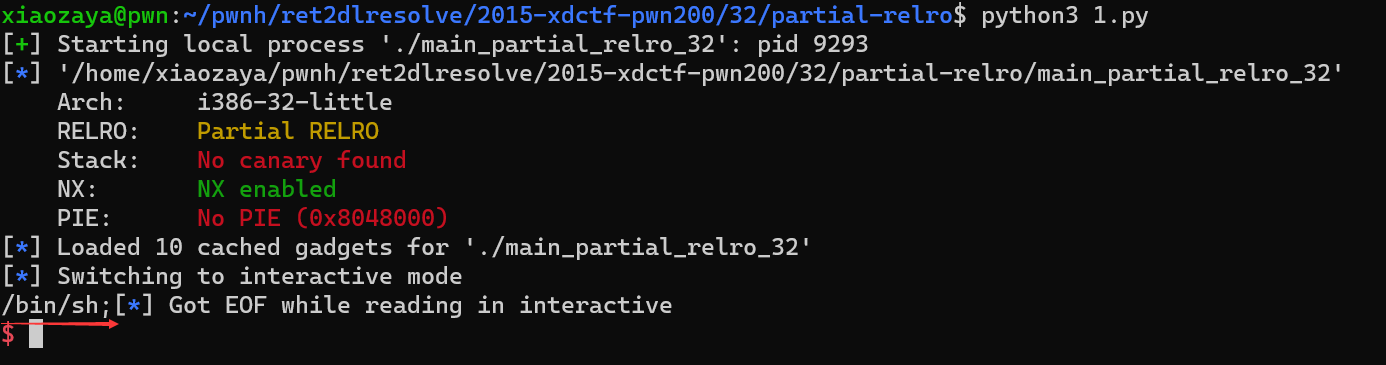 xiaozaya@pwn:~/pwnh/ret2dlresolve/2015-xdctf-pwn200/32/partial-relro$ python3 1.py
[+] Starting local process './main_partial_relro_32': pid 9293
[*] '/home/xiaozaya/pwnh/ret2dlresolve/2015-xdctf-pwn200/32/partial-relro/main_partial_relro_32'
    Arch:     i386-32-little
    RELRO:    Partial RELRO
    Stack:    No canary found
    NX:       NX enabled
    PIE:      No PIE (0x8048000)
[*] Loaded 10 cached gadgets for './main_partial_relro_32'
[*] Switching to interactive mode
/bin/sh;[*] Got EOF while reading in interactive
$